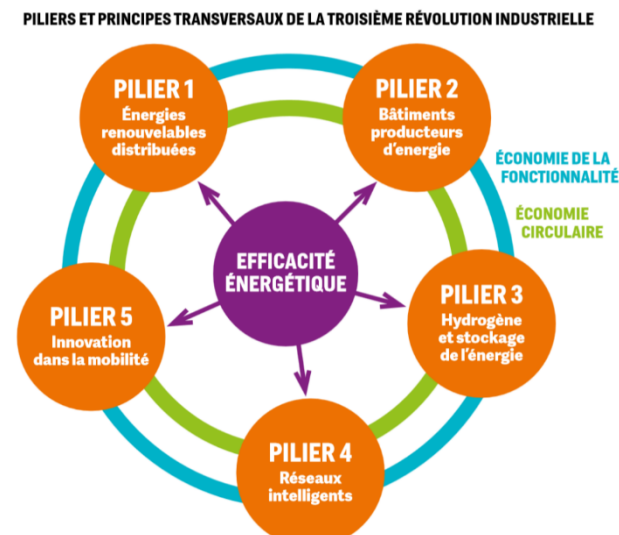 PILIERS ET PRINCIPES TRANSVERSAUX DE LA TROISIÈME RÉVOLUTION INDUSTRIELLE
PILIER 1
Énergies
renouvelables
distribuées
PILIER 2
Bâtiments
producteurs
d'énergie
ÉCONOMIE DE LA
FONCTIONNALITÉ
ÉCONOMIE
CIRCULAIRE
EFFICACITÉ
ÉNERGÉTIQUE
PILIER 3
Hydrogène
et stockage
de l'énergie
PILIER 5
Innovation
dans la mobilité
PILIER 4
Réseaux
intelligents